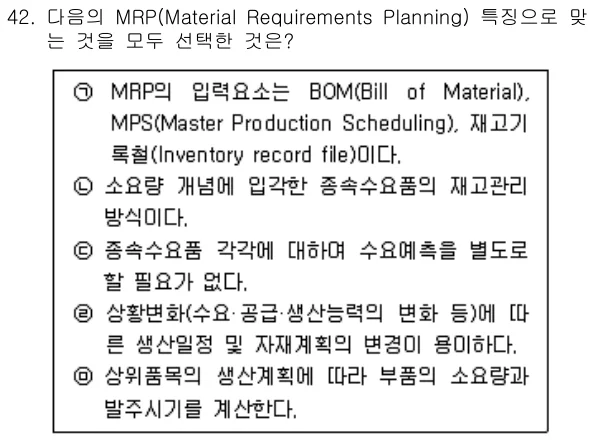 42. 다음의 MRP(Material Requirements Planning) 특징으로 맞
는 것을 모두 선택한 것은?
㉠ MRP의 입력요소는 BOM(Bill of Material),
MPS(Master Production Scheduling), 재고기
록철(Inventory record file)이다.
㉡ 소요량 개념에 입각한 종속수요품의 재고관리
방식이다.
㉢ 종속수요품 각각에 대하여 수요예측을 별도로
할 필요가 없다.
㉣ 상황변화(수요·공급·생산능력의 변화 등)에 따
른 생산일정 및 자재계획의 변경이 용이하다.
㉤ 상위품목의 생산계획에 따라 부품의 소요량과
발주시기를 계산한다.